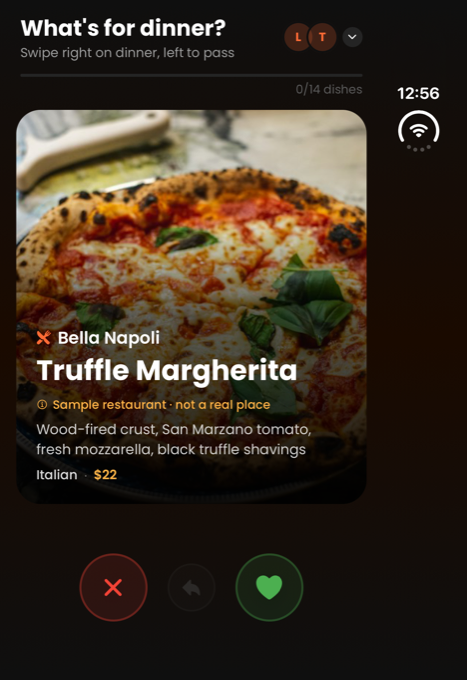 What's for dinner?
Swipe right on dinner, left to pass
L T
0/14 dishes
12:56
Bella Napoli
Truffle Margherita
Sample restaurant · not a real place
Wood-fired crust, San Marzano tomato,
fresh mozzarella, black truffle shavings
Italian · $22